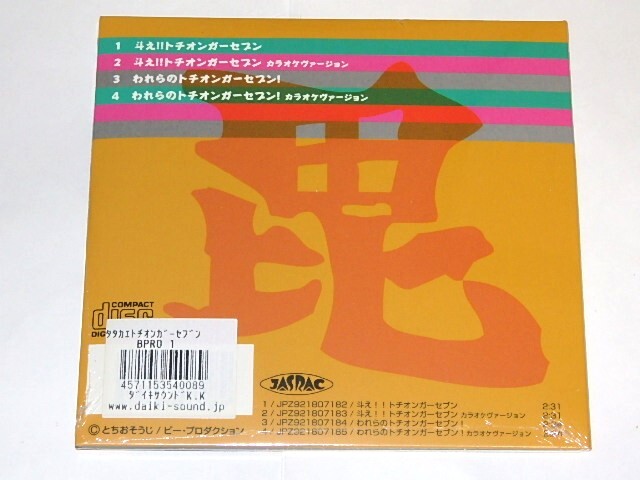 1 斗え!!トチオンガーセブン
2 斗え!!トチオンガーセブン カラオケヴァージョン
3 われらのトチオンガーセブン!
4 われらのトチオンガーセブン! カラオケヴァージョン
毘
COMPACT
disc
DIG
ﾀﾀｶｴﾄﾁｵﾝｶﾞｰｾﾌﾞﾝ
BPRO 1
4571153540089
ﾀﾞｲｷｻｳﾝﾄﾞK.K
www.daiki-sound.jp
JASRAC
1/JPZ921807182/斗え!!トチオンガーセブン 2:31
2/JPZ921807183/斗え!!トチオンガーセブン カラオケヴァージョン 2:31
3/JPZ321807184/われらのトチオンガーセブン!
/JPZ321807185/われらのトチオンガーセブン! カラオケヴァージョン
©とちおそうじ/ビー・プロダクション